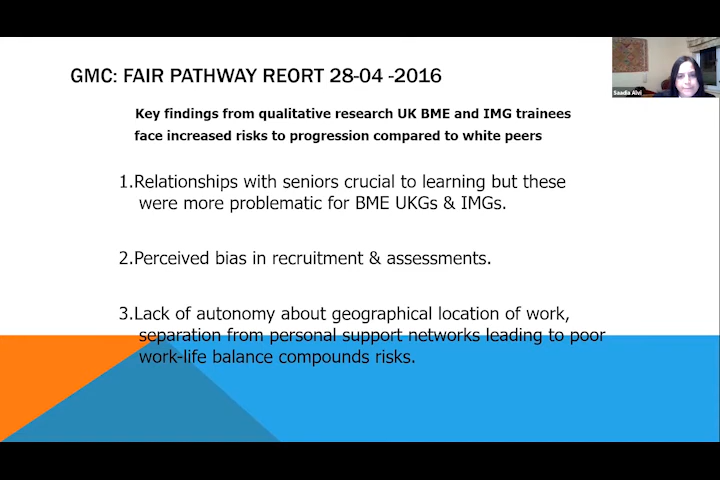 GMC: FAIR PATHWAY REORT 28-04 -2016
Key findings from qualitative research UK BME and IMG trainees
face increased risks to progression compared to white peers
1.Relationships with seniors crucial to learning but these
were more problematic for BME UKGs & IMGs.
2.Perceived bias in recruitment & assessments.
3.Lack of autonomy about geographical location of work,
separation from personal support networks leading to poor
work-life balance compounds risks.
Saadia Alvi